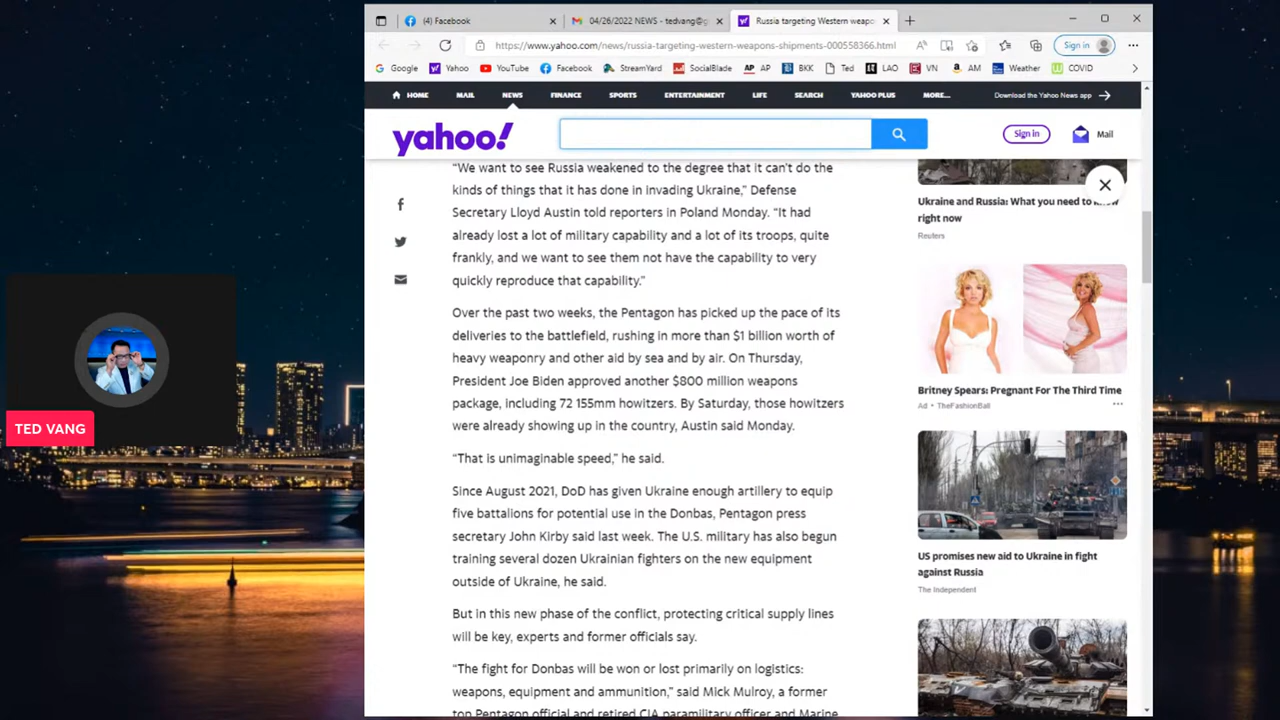 (4) Facebook
04/26/2022 NEWS - tedvang@g
Russia targeting Western weapo
https://www.yahoo.com/news/russia-targeting-western-weapons-shipments-000558366.html
Sign in
Google
Yahoo
YouTube
Facebook
StreamYard
SocialBlade
AP AP
BKK
Ted
LAO
VN
AM
Weather
COVID
HOME
MAIL
NEWS
FINANCE
SPORTS
ENTERTAINMENT
LIFE
SEARCH
YAHOO PLUS
MORE...
Download the Yahoo News app
yahoo!
Sign in
Mail
“We want to see Russia weakened to the degree that it can't do the
kinds of things that it has done in invading Ukraine,” Defense
Secretary Lloyd Austin told reporters in Poland Monday. “It had
already lost a lot of military capability and a lot of its troops, quite
frankly, and we want to see them not have the capability to very
quickly reproduce that capability.”
Over the past two weeks, the Pentagon has picked up the pace of its
deliveries to the battlefield, rushing in more than $1 billion worth of
heavy weaponry and other aid by sea and by air. On Thursday,
President Joe Biden approved another $800 million weapons
package, including 72 155mm howitzers. By Saturday, those howitzers
were already showing up in the country, Austin said Monday.
“That is unimaginable speed,” he said.
Since August 2021, DoD has given Ukraine enough artillery to equip
five battalions for potential use in the Donbas, Pentagon press
secretary John Kirby said last week. The U.S. military has also begun
training several dozen Ukrainian fighters on the new equipment
outside of Ukraine, he said.
But in this new phase of the conflict, protecting critical supply lines
will be key, experts and former officials say.
“The fight for Donbas will be won or lost primarily on logistics:
weapons, equipment and ammunition,” said Mick Mulroy, a former
top Pentagon official and retired CIA paramilitary officer and Marine
Ukraine and Russia: What you need to know
right now
Reuters
Britney Spears: Pregnant For The Third Time
Ad • TheFashionBall
US promises new aid to Ukraine in fight
against Russia
The Independent
TED VANG